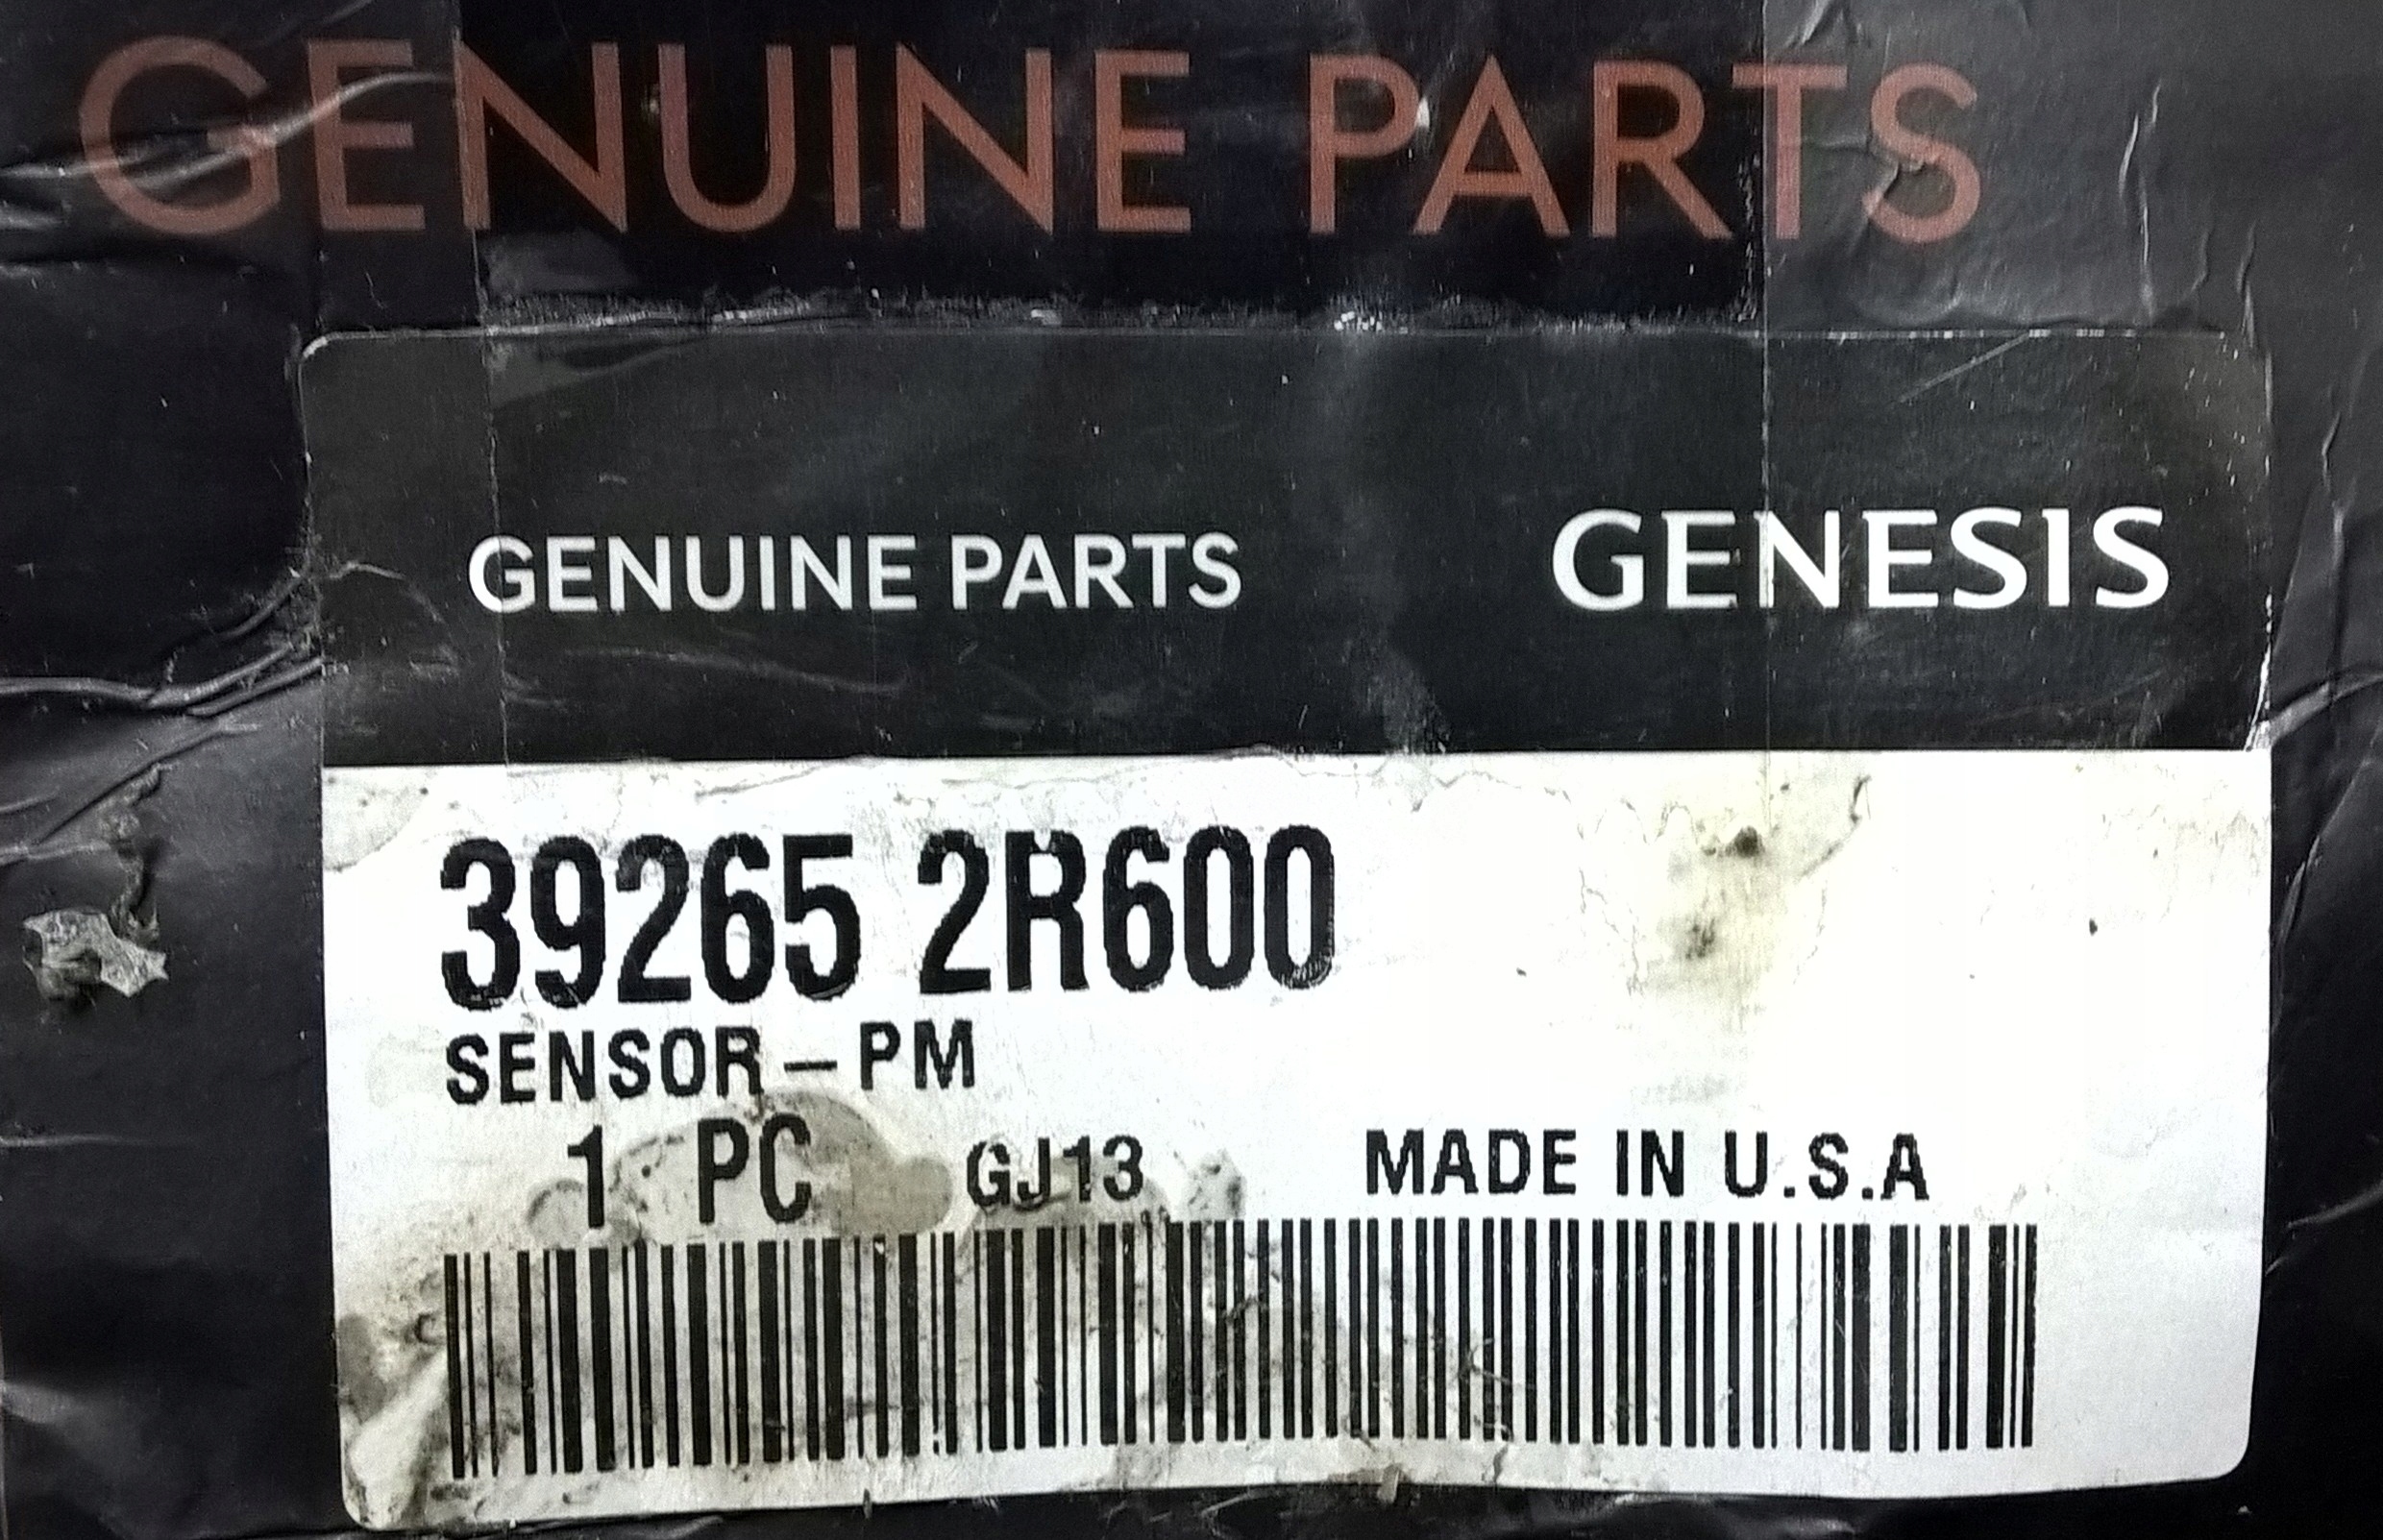 GENUINE PARTS
GENUINE PARTS GENESIS
39265 2R600
SENSOR – PM
1 PC GJ13 MADE IN U.S.A